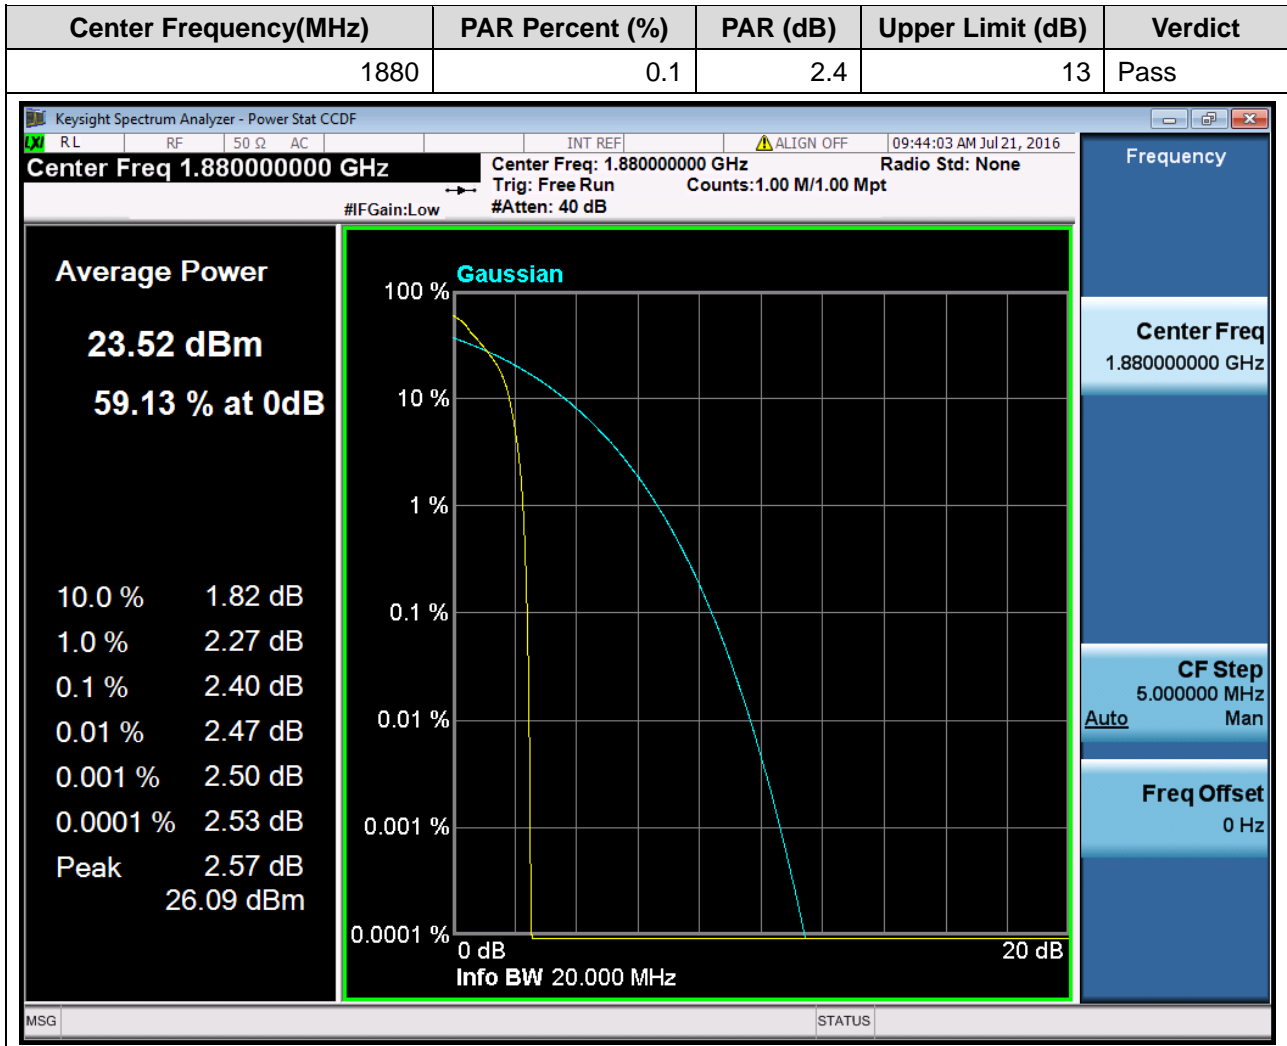 Center Frequency(MHz) PAR Percent (%) PAR (dB) Upper Limit (dB) Verdict
1880 0.1 2.4 13 Pass
Keysight Spectrum Analyzer - Power Stat CCDF
LXI RL RF 50 Ω AC INT REF ALIGN OFF 09:44:03 AM Jul 21, 2016
Center Freq 1.880000000 GHz
Center Freq: 1.880000000 GHz Radio Std: None
Trig: Free Run Counts:1.00 M/1.00 Mpt
#IFGain:Low #Atten: 40 dB
Frequency
Average Power
23.52 dBm
59.13 % at 0dB
10.0 % 1.82 dB
1.0 % 2.27 dB
0.1 % 2.40 dB
0.01 % 2.47 dB
0.001 % 2.50 dB
0.0001 % 2.53 dB
Peak 2.57 dB
26.09 dBm
Gaussian
100 %
10 %
1 %
0.1 %
0.01 %
0.001 %
0.0001 %
0 dB 20 dB
Info BW 20.000 MHz
Center Freq
1.880000000 GHz
CF Step
5.000000 MHz
Auto Man
Freq Offset
0 Hz
MSG STATUS